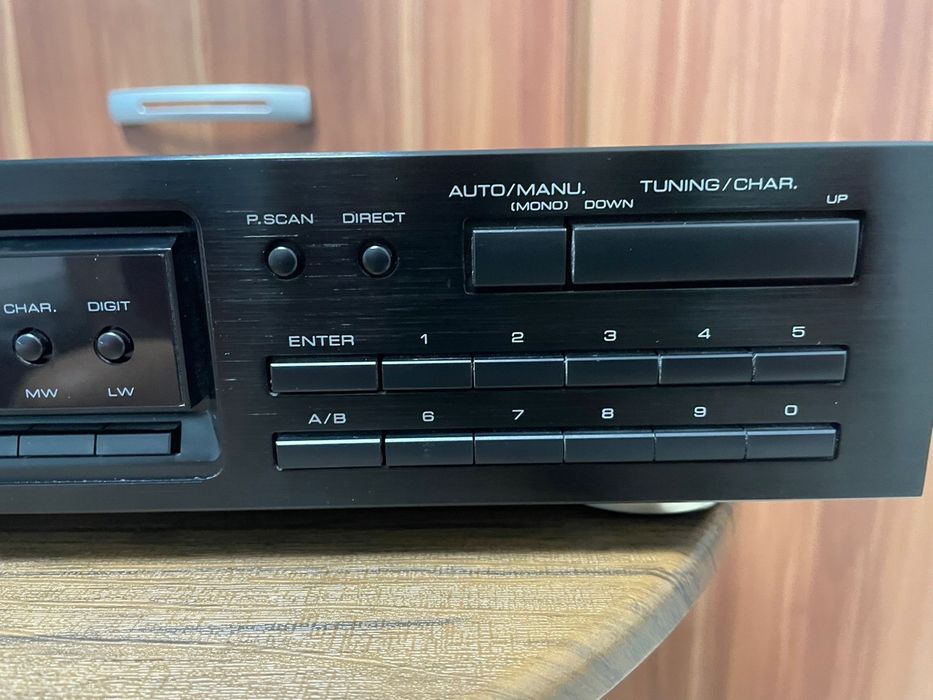 AUTO/MANU. TUNING/CHAR.
(MONO) DOWN UP
P.SCAN DIRECT
CHAR. DIGIT
ENTER 1 2 3 4 5
MW LW
A/B 6 7 8 9 0